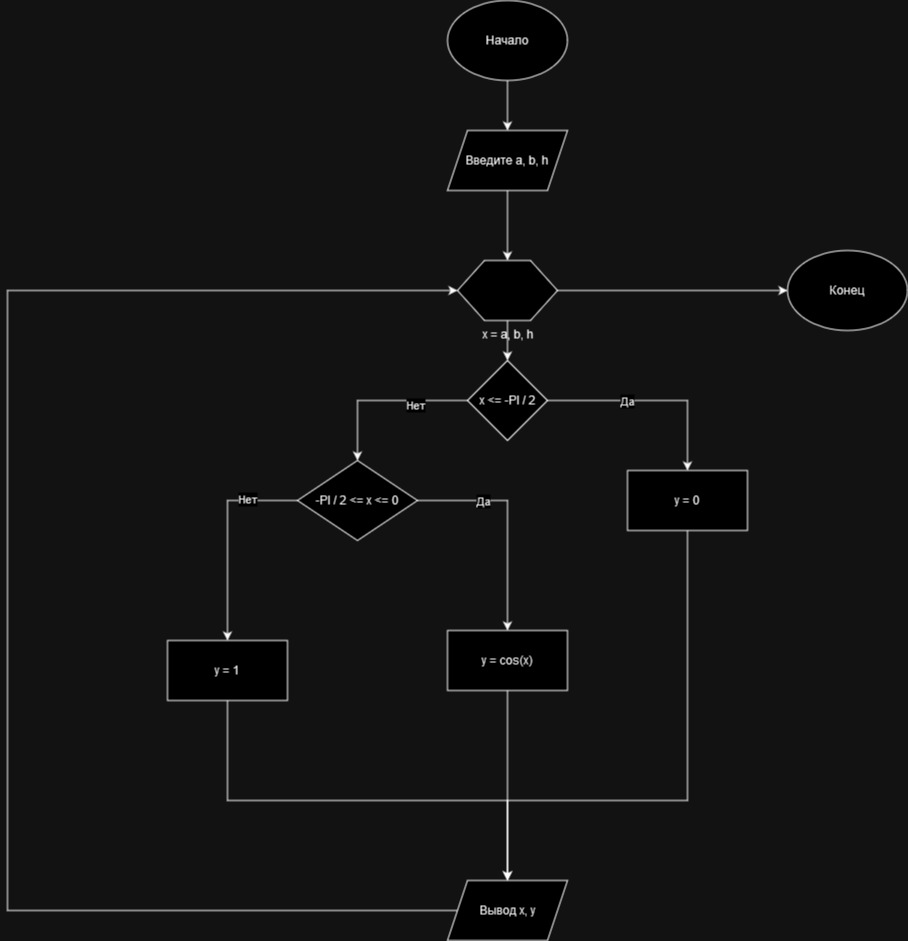 Начало
Введите a, b, h
Конец
x = a, b, h
x <= -PI / 2
Нет
Да
-PI / 2 <= x <= 0
y = 0
Нет
Да
y = 1
y = cos(x)
Вывод x, y